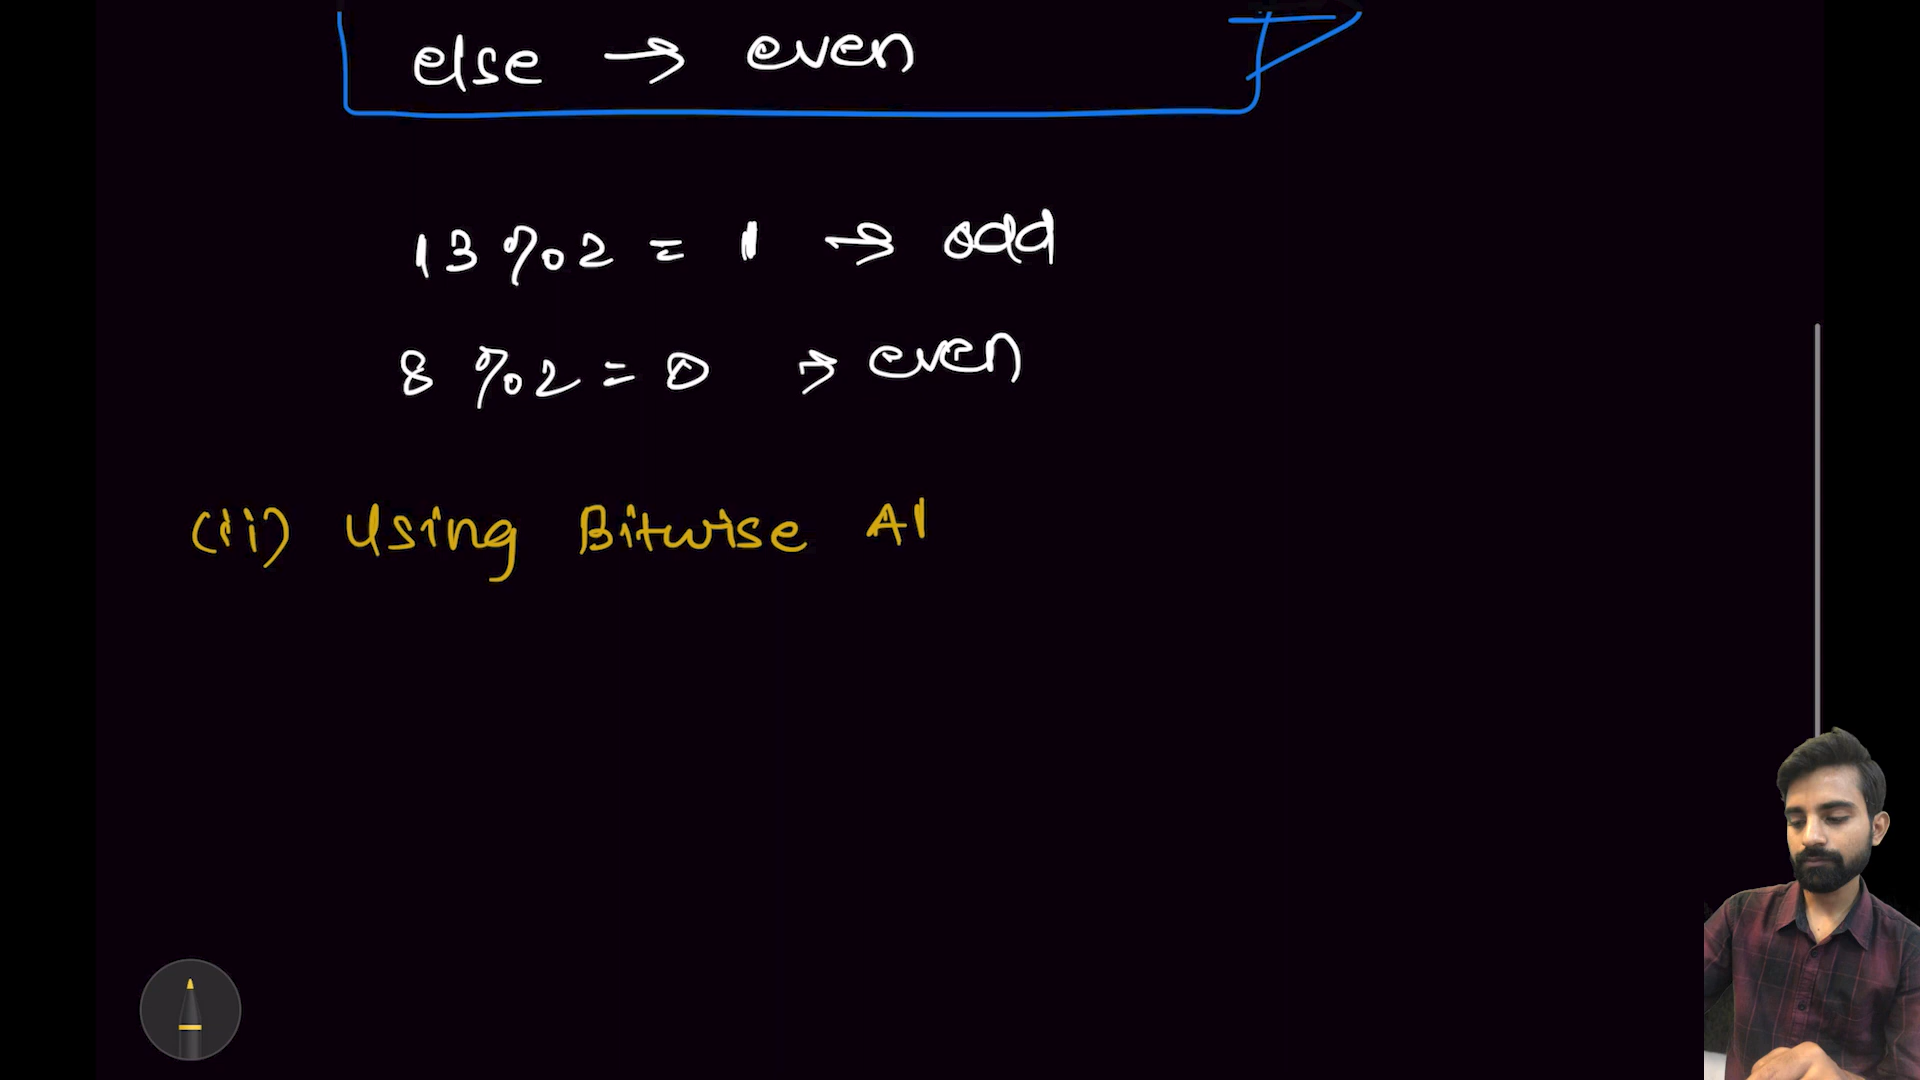 else → even
13 % 2 = 1 → odd
8 % 2 = 0 → even
(ii) Using Bitwise A